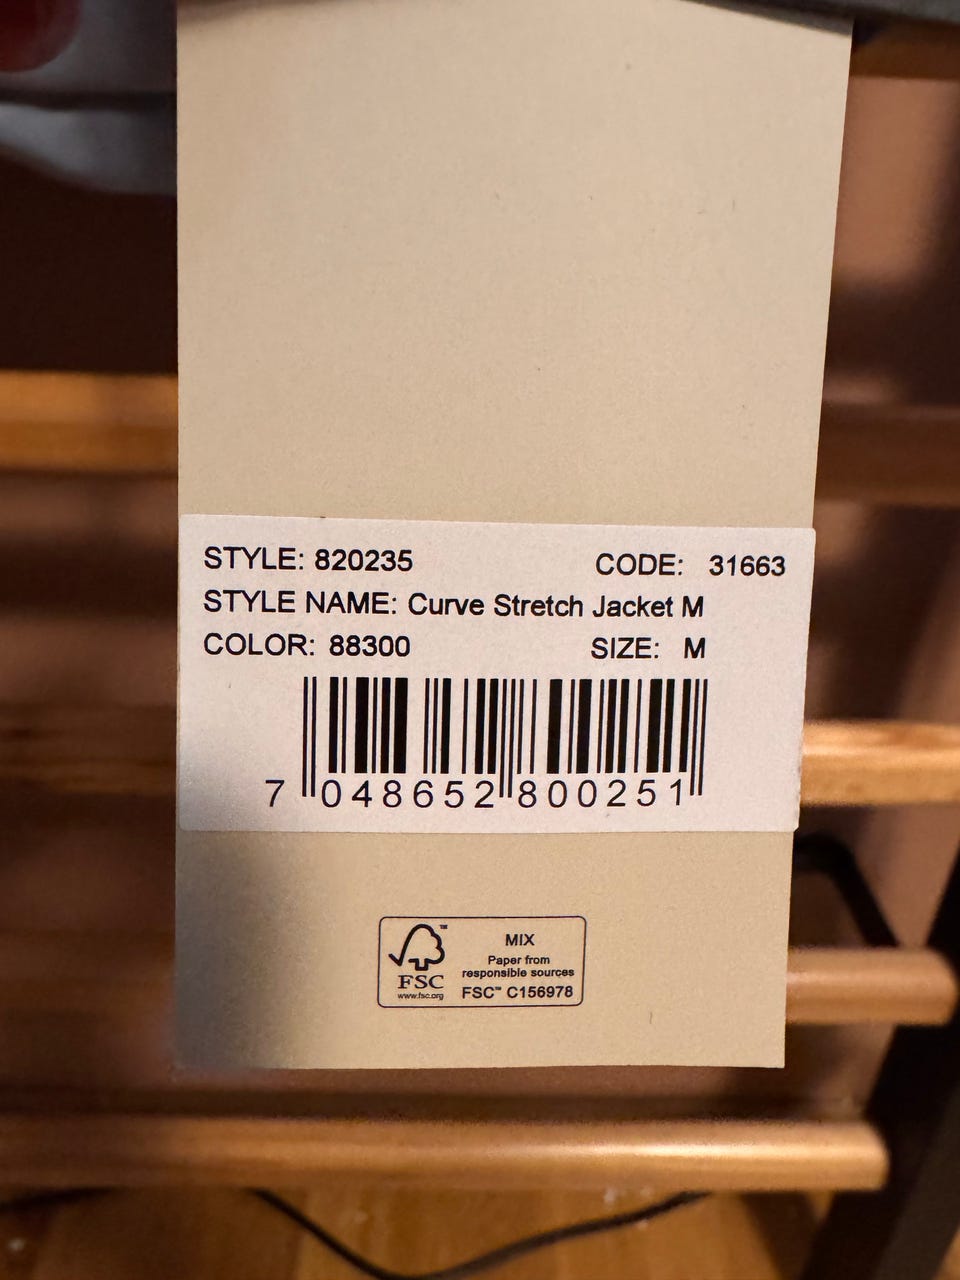 STYLE: 820235 CODE: 31663
STYLE NAME: Curve Stretch Jacket M
COLOR: 88300 SIZE: M
7 048652 800251
MIX
Paper from
responsible sources
FSC™ C156978
™
FSC
www.fsc.org